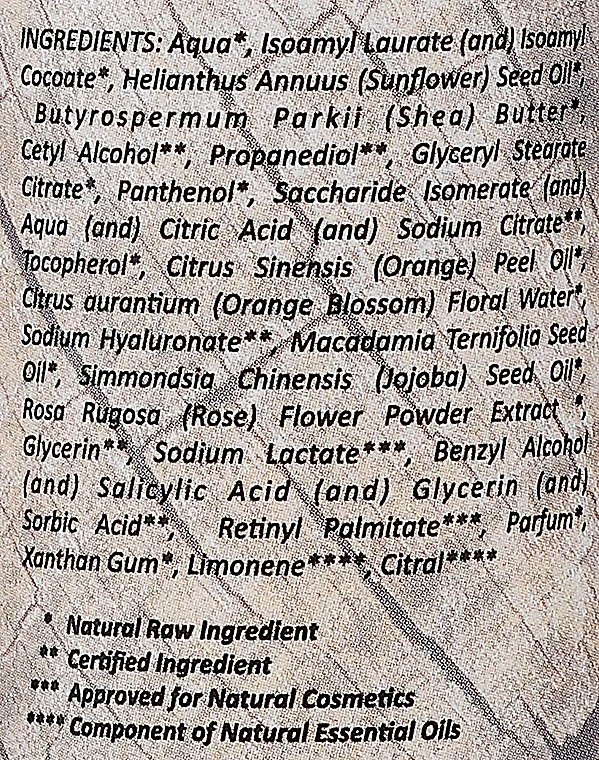 INGREDIENTS: Aqua*, Isoamyl Laurate (and) Isoamyl
Cocoate*, Helianthus Annuus (Sunflower) Seed Oil*,
Butyrospermum Parkii (Shea) Butter*,
Cetyl Alcohol**, Propanediol**, Glyceryl Stearate
Citrate*, Panthenol*, Saccharide Isomerate (and)
Aqua (and) Citric Acid (and) Sodium Citrate**,
Tocopherol*, Citrus Sinensis (Orange) Peel Oil*,
Citrus aurantium (Orange Blossom) Floral Water*,
Sodium Hyaluronate**, Macadamia Ternifolia Seed
Oil*, Simmondsia Chinensis (Jojoba) Seed Oil*,
Rosa Rugosa (Rose) Flower Powder Extract *,
Glycerin**, Sodium Lactate***, Benzyl Alcohol
(and) Salicylic Acid (and) Glycerin (and)
Sorbic Acid**, Retinyl Palmitate***, Parfum*,
Xanthan Gum*, Limonene****, Citral****
* Natural Raw Ingredient
** Certified Ingredient
*** Approved for Natural Cosmetics
**** Component of Natural Essential Oils